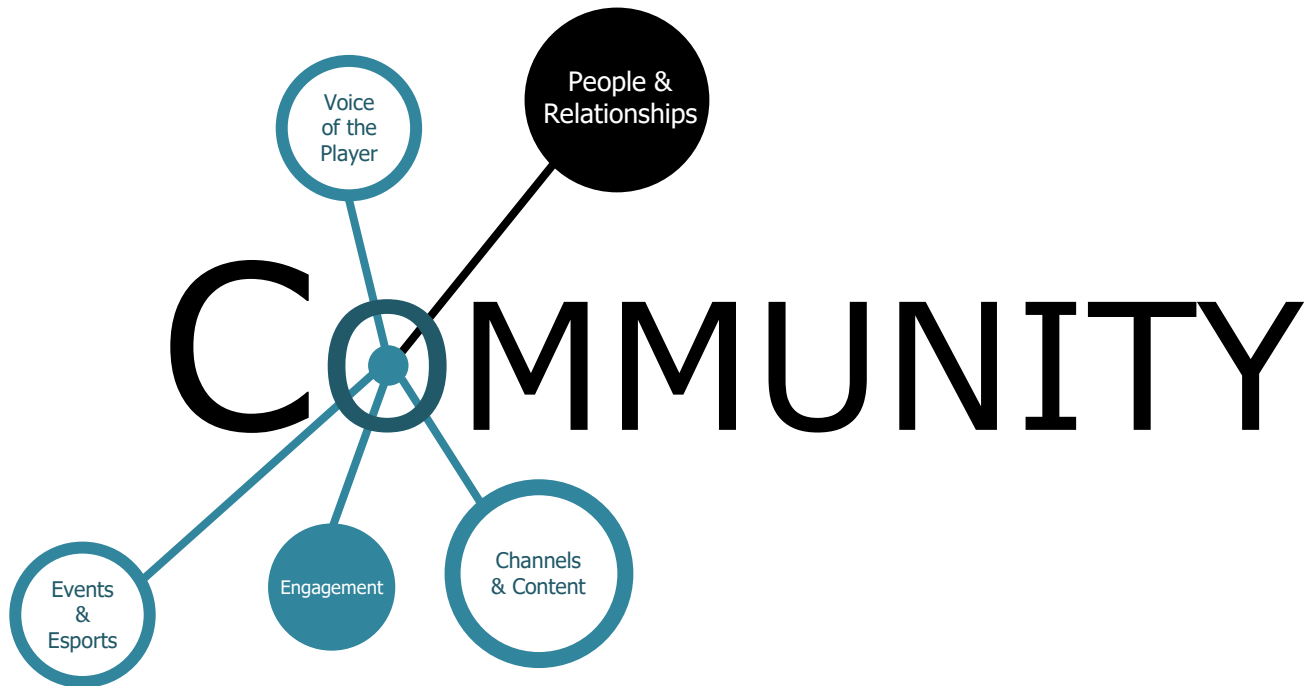 People &
Relationships
Voice
of the
Player
COMMUNITY
Events
&
Esports
Engagement
Channels
& Content